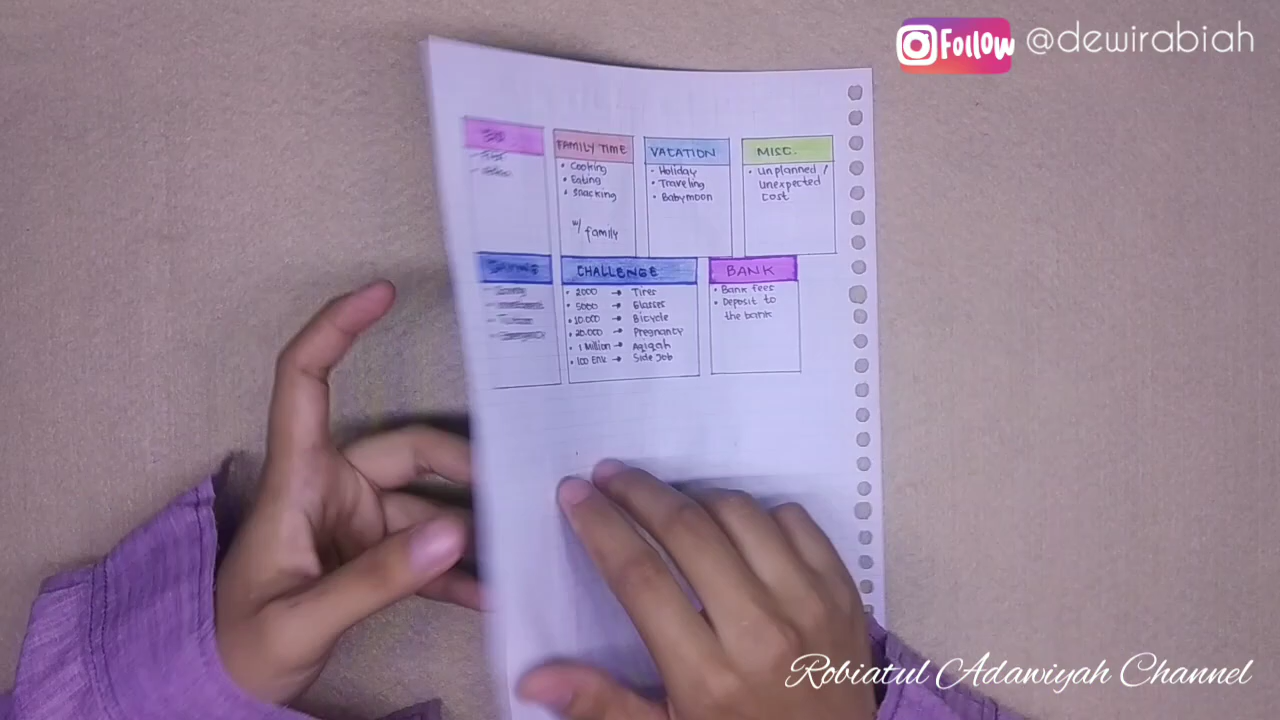 Follow @dewirabiah
FAMILY TIME
• Cooking
• Eating
• Snacking
w/ family
VACATION
- Holiday
• Traveling
• Babymoon
MISC.
• Unplanned /
Unexpected
cost
CHALLENGE
• 2000 → Tires
• 5000 → Glasses
• 10.000 → Bicycle
• 20.000 → Pregnancy
• 1 Million → Aqiqah
• 100 Env → Side Job
BANK
• Bank fees
• Deposit to
the bank
Robiatul Adawiyah Channel